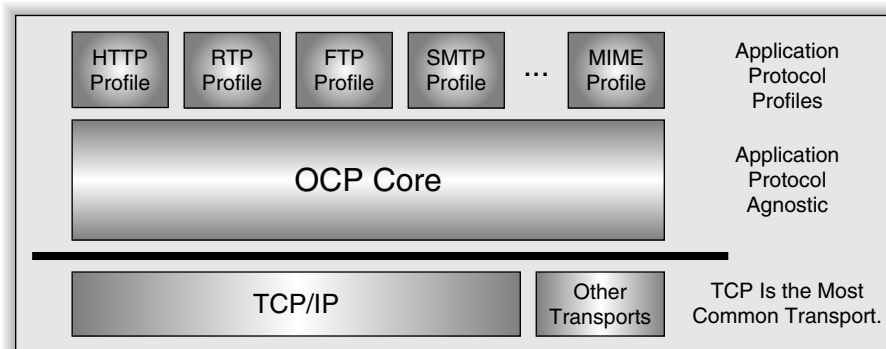 HTTP
Profile
RTP
Profile
FTP
Profile
SMTP
Profile
...
MIME
Profile
Application
Protocol
Profiles
OCP Core
Application
Protocol
Agnostic
TCP/IP
Other
Transports
TCP Is the Most
Common Transport.